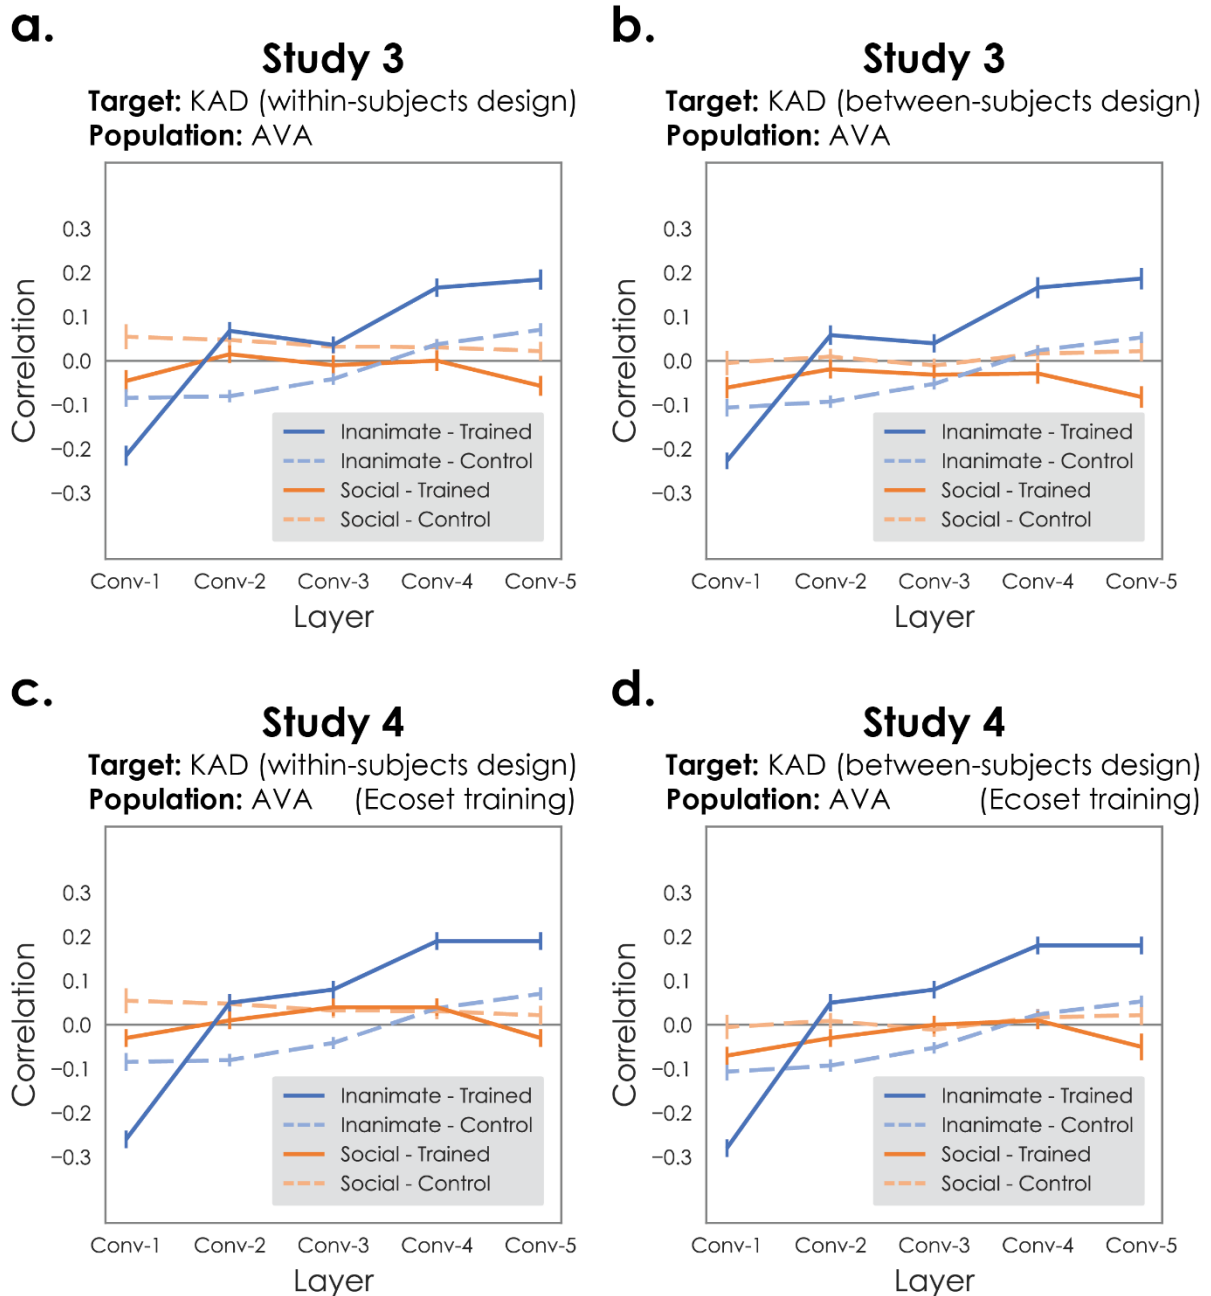 a.
Study 3
Target: KAD (within-subjects design)
Population: AVA
0.3
0.2
0.1
0.0
−0.1
−0.2
−0.3
Correlation
Inanimate - Trained
Inanimate - Control
Social - Trained
Social - Control
Conv-1 Conv-2 Conv-3 Conv-4 Conv-5
Layer
b.
Study 3
Target: KAD (between-subjects design)
Population: AVA
0.3
0.2
0.1
0.0
−0.1
−0.2
−0.3
Correlation
Inanimate - Trained
Inanimate - Control
Social - Trained
Social - Control
Conv-1 Conv-2 Conv-3 Conv-4 Conv-5
Layer
c.
Study 4
Target: KAD (within-subjects design)
Population: AVA (Ecoset training)
0.3
0.2
0.1
0.0
−0.1
−0.2
−0.3
Correlation
Inanimate - Trained
Inanimate - Control
Social - Trained
Social - Control
Conv-1 Conv-2 Conv-3 Conv-4 Conv-5
Layer
d.
Study 4
Target: KAD (between-subjects design)
Population: AVA (Ecoset training)
0.3
0.2
0.1
0.0
−0.1
−0.2
−0.3
Correlation
Inanimate - Trained
Inanimate - Control
Social - Trained
Social - Control
Conv-1 Conv-2 Conv-3 Conv-4 Conv-5
Layer